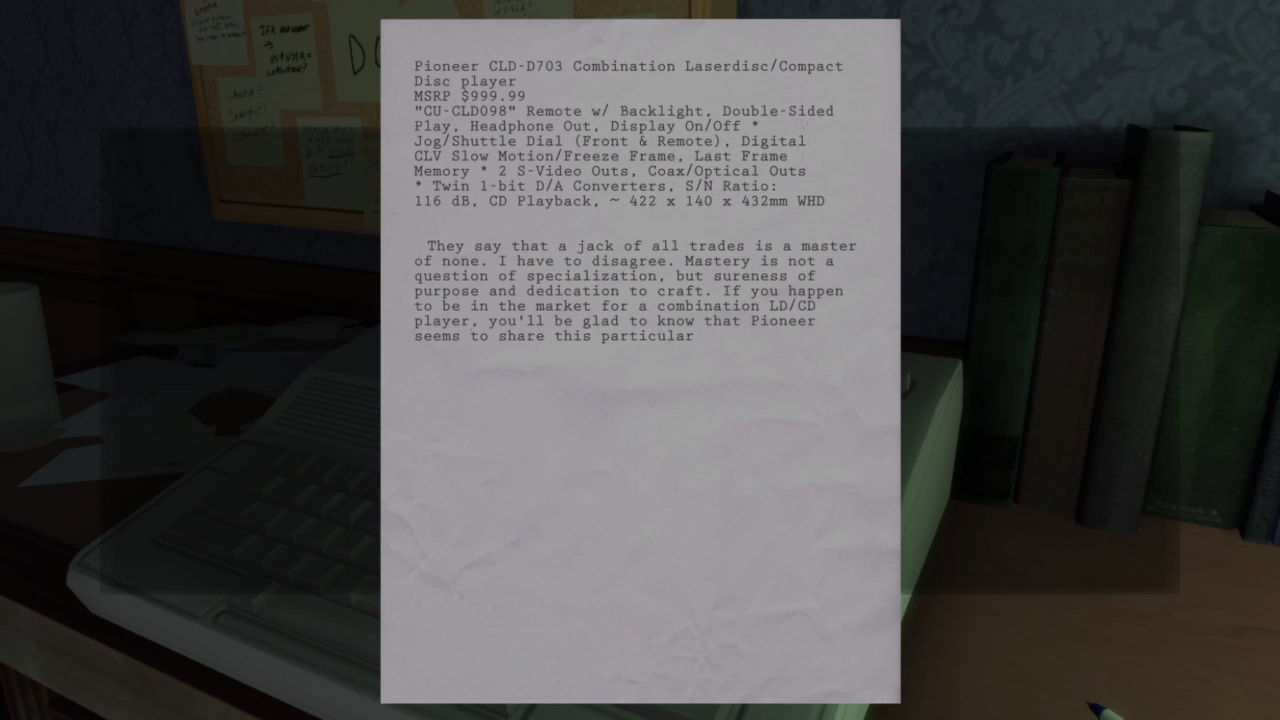 IFA
DO
Pioneer CLD-D703 Combination Laserdisc/Compact
Disc player
MSRP $999.99
"CU-CLD098" Remote w/ Backlight, Double-Sided
Play, Headphone Out, Display On/Off *
Jog/Shuttle Dial (Front & Remote), Digital
CLV Slow Motion/Freeze Frame, Last Frame
Memory * 2 S-Video Outs, Coax/Optical Outs
* Twin 1-bit D/A Converters, S/N Ratio:
116 dB, CD Playback, ~ 422 x 140 x 432mm WHD
They say that a jack of all trades is a master
of none. I have to disagree. Mastery is not a
question of specialization, but sureness of
purpose and dedication to craft. If you happen
to be in the market for a combination LD/CD
player, you'll be glad to know that Pioneer
seems to share this particular